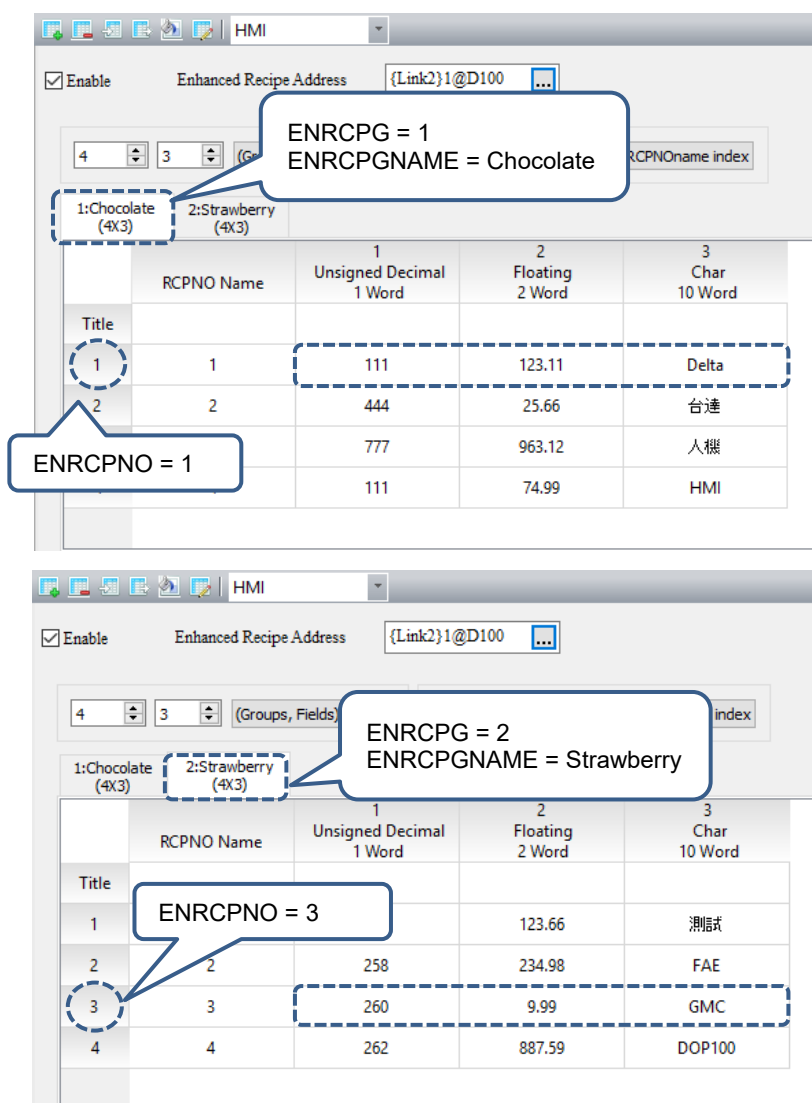 HMI
Enable Enhanced Recipe Address {Link2}1@D100 ...
ENRCPG = 1
ENRCPGNAME = Chocolate
4 3 index
1:Chocolate
(4X3)
2:Strawberry
(4X3)
RCPNO Name
1
Unsigned Decimal
1 Word
2
Floating
2 Word
3
Char
10 Word
Title
1 1 111 123.11 Delta
2 2 444 25.66 台達
777 963.12 人機
ENRCPNO = 1
111 74.99 HMI
HMI
Enable Enhanced Recipe Address {Link2}1@D100 ...
4 3 (Groups, Fields) index
ENRCPG = 2
ENRCPGNAME = Strawberry
1:Chocolate
(4X3)
2:Strawberry
(4X3)
RCPNO Name
1
Unsigned Decimal
1 Word
2
Floating
2 Word
3
Char
10 Word
Title
ENRCPNO = 3
1 123.66 測試
2 2 258 234.98 FAE
3 3 260 9.99 GMC
4 4 262 887.59 DOP100